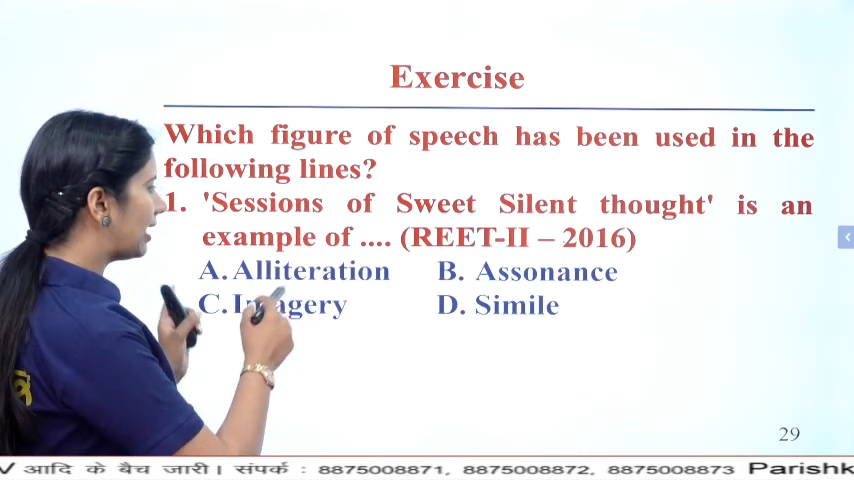 Exercise
Which figure of speech has been used in the
following lines?
1. 'Sessions of Sweet Silent thought' is an
example of .... (REET-II – 2016)
A. Alliteration B. Assonance
C. Imagery D. Simile
29
आदि के बैच जारी। संपर्क : 8875008871, 8875008872, 8875008873 Parishk